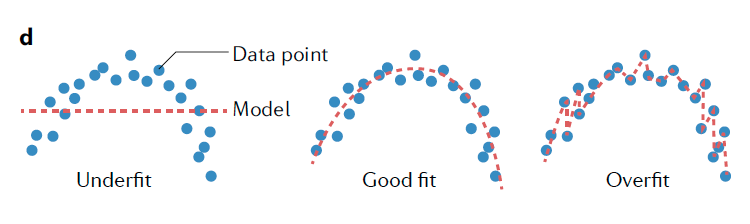 d
Data point
Model
Underfit
Good fit
Overfit